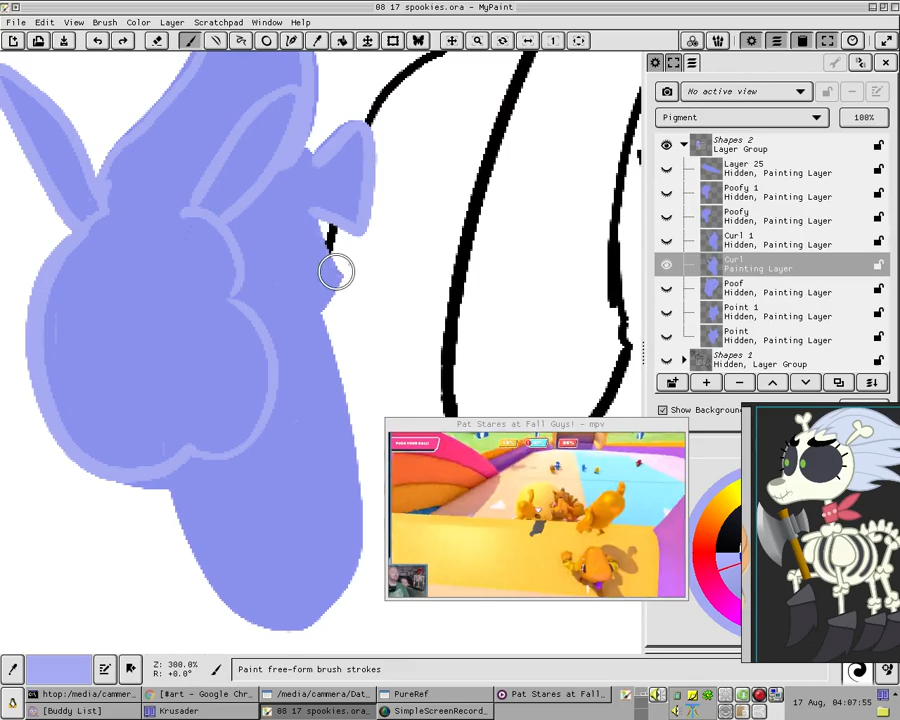 08 17 spookies.ora - MyPaint
File Edit View Brush Color Layer Scratchpad Window Help
No active view
Pigment 100%
Shapes 2
Layer Group
Layer 25
Hidden, Painting Layer
Poofy 1
Hidden, Painting Layer
Poofy
Hidden, Painting Layer
Curl 1
Hidden, Painting Layer
Curl
Painting Layer
Poof
Hidden, Painting Layer
Point 1
Hidden, Painting Layer
Point
Hidden, Painting Layer
Shapes 1
Hidden, Layer Group
Show Background
Pat Stares at Fall Guys! - mpv
Z: 300.0%
R: +0.0°
Paint free-form brush strokes
htop:/media/cammer...
[#art - Google Chr...
/media/cammera/Dat...
PureRef
Pat Stares at Fall...
17 Aug, 04:07:55
[Buddy List]
Krusader
08 17 spookies.ora...
SimpleScreenRecord...